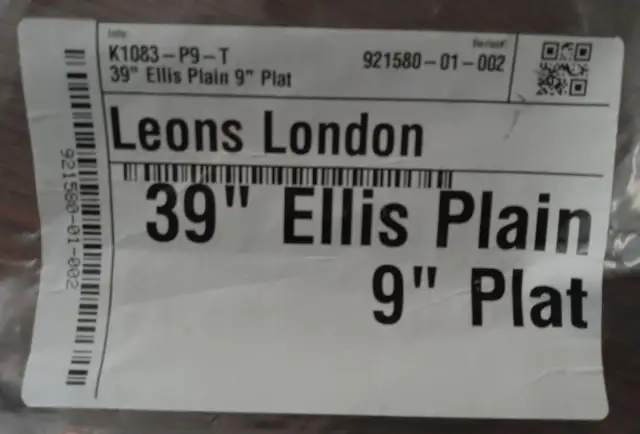 K1083-P9-T
39" Ellis Plain 9" Plat
921580-01-002
Leons London
39" Ellis Plain
9" Plat
921580-01-002